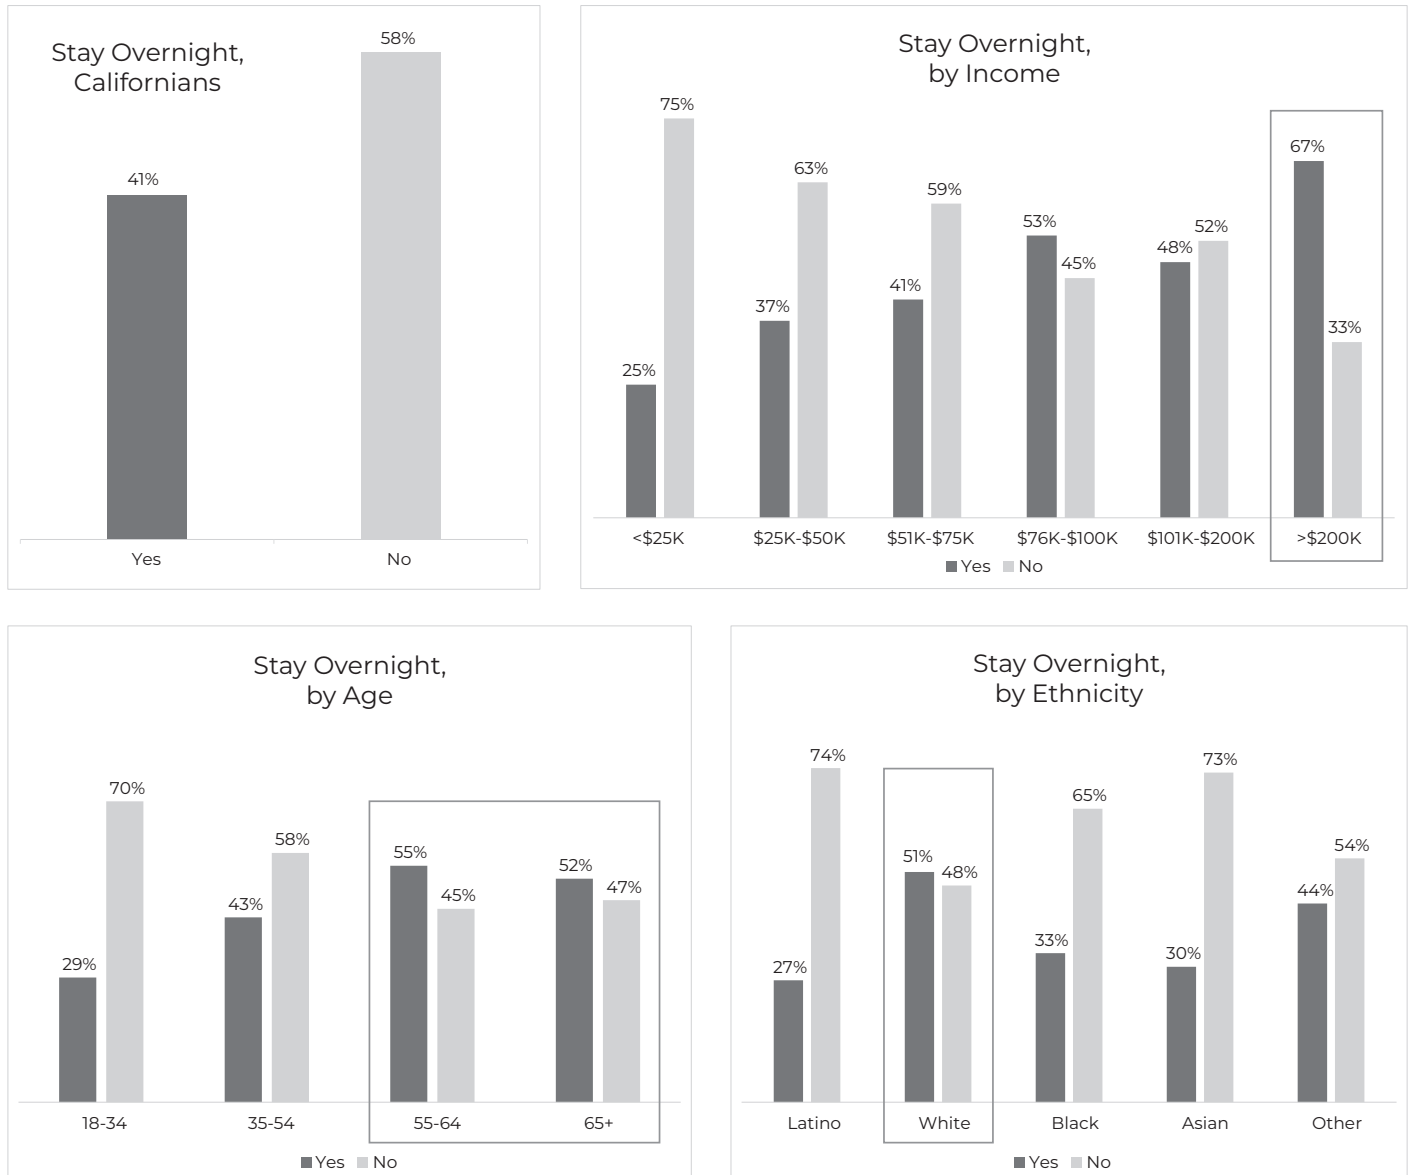 Stay Overnight,
Californians
58%
41%
Yes
No
Stay Overnight,
by Income
75%
67%
63%
59%
53%
52%
48%
45%
41%
37%
33%
25%
<$25K
$25K-$50K
$51K-$75K
$76K-$100K
$101K-$200K
>$200K
Yes
No
Stay Overnight,
by Age
70%
58%
55%
52%
47%
45%
43%
29%
18-34
35-54
55-64
65+
Yes
No
Stay Overnight,
by Ethnicity
74%
73%
65%
51%
54%
48%
44%
33%
30%
27%
Latino
White
Black
Asian
Other
Yes
No